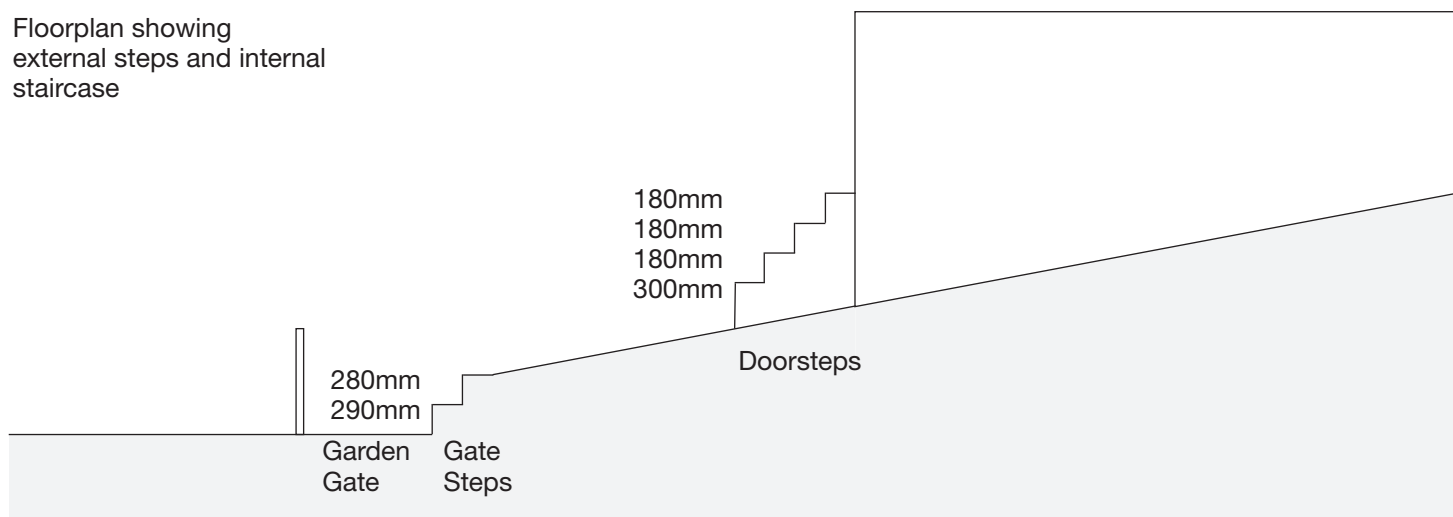 Floorplan showing
external steps and internal
staircase
180mm
180mm
180mm
300mm
Doorsteps
280mm
290mm
Garden
Gate
Gate
Steps